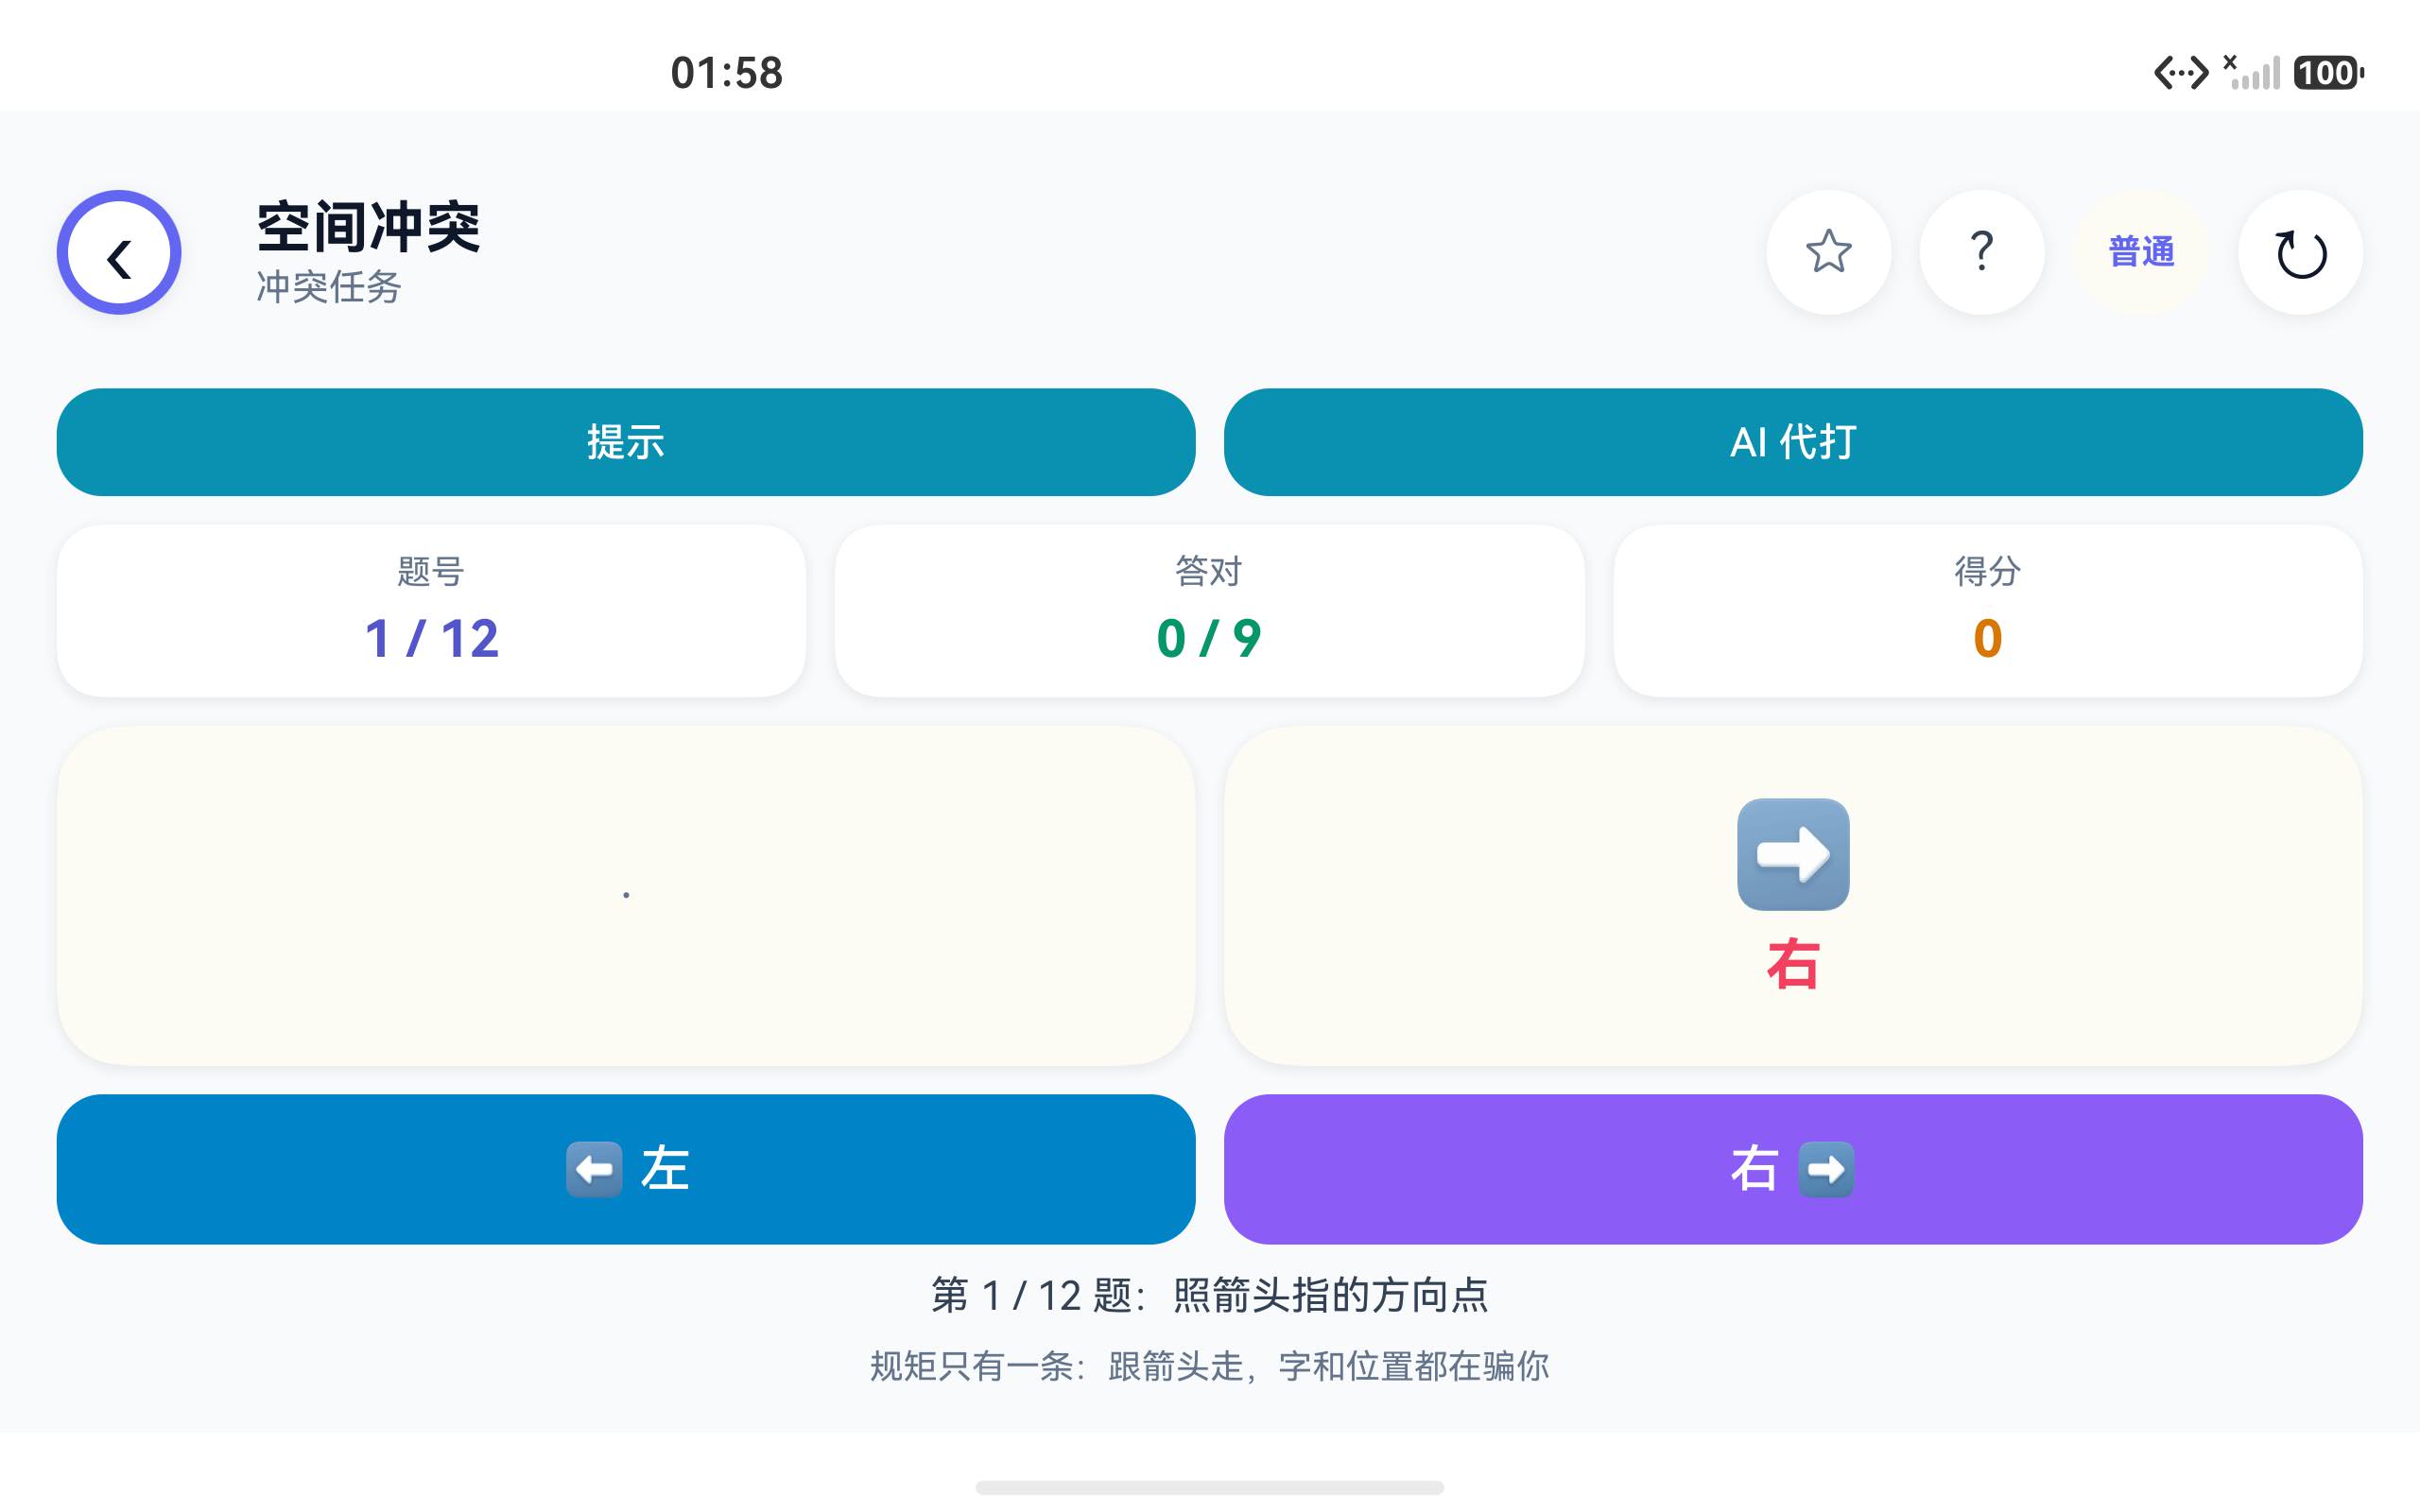 01:58
100
空间冲突
冲突任务
?
普通
提示
AI 代打
题号
1 / 12
答对
0 / 9
得分
0
右
左
右
第 1 / 12 题：照箭头指的方向点
规矩只有一条：跟箭头走，字和位置都在骗你